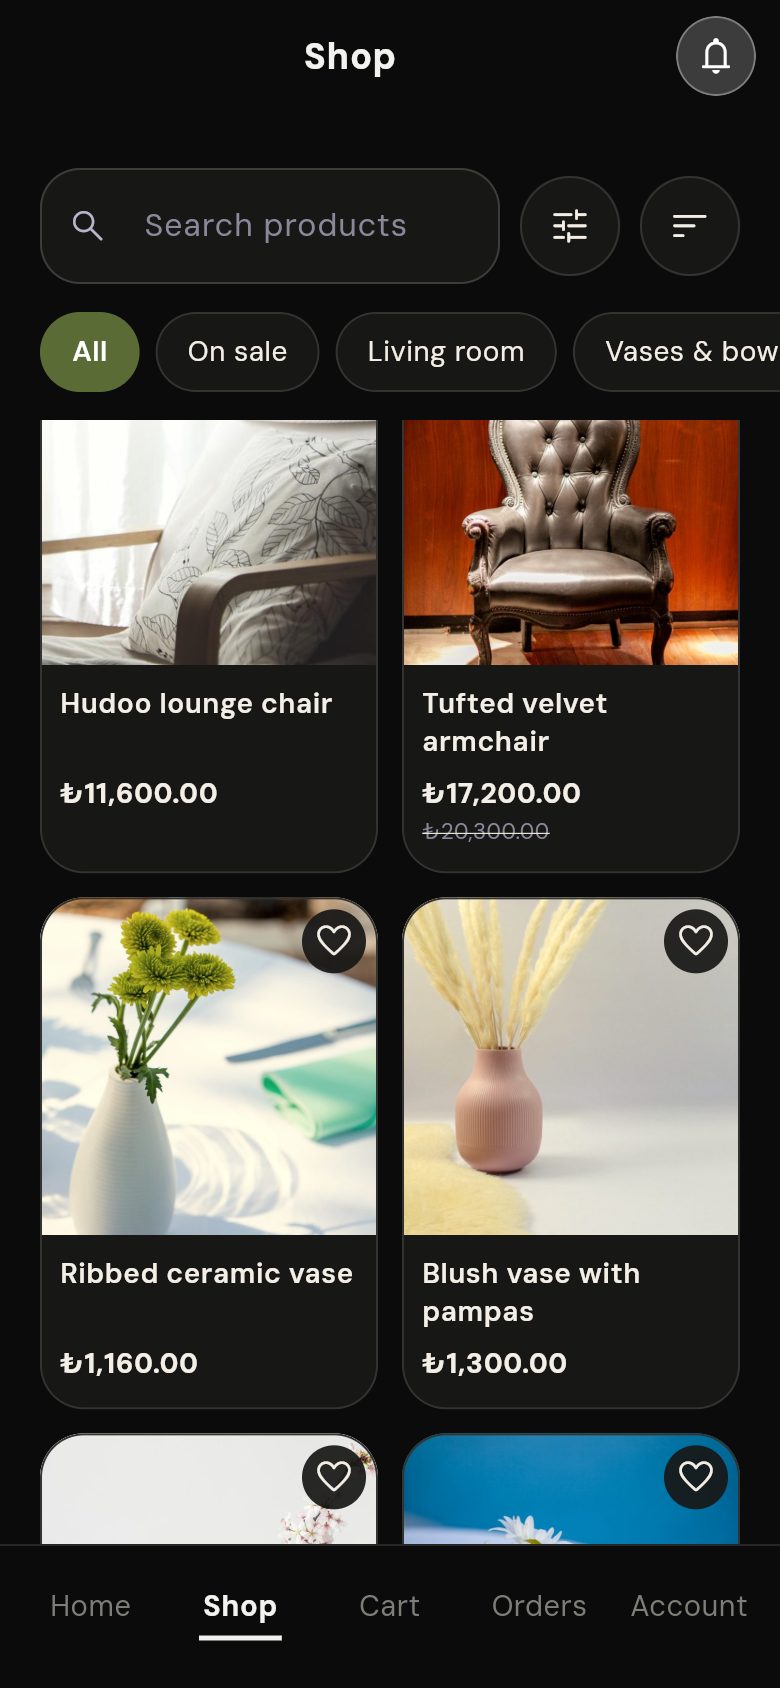 Shop
Search products
All
On sale
Living room
Vases & bow
Hudoo lounge chair
₺11,600.00
Tufted velvet
armchair
₺17,200.00
₺20,300.00
Ribbed ceramic vase
₺1,160.00
Blush vase with
pampas
₺1,300.00
Home
Shop
Cart
Orders
Account